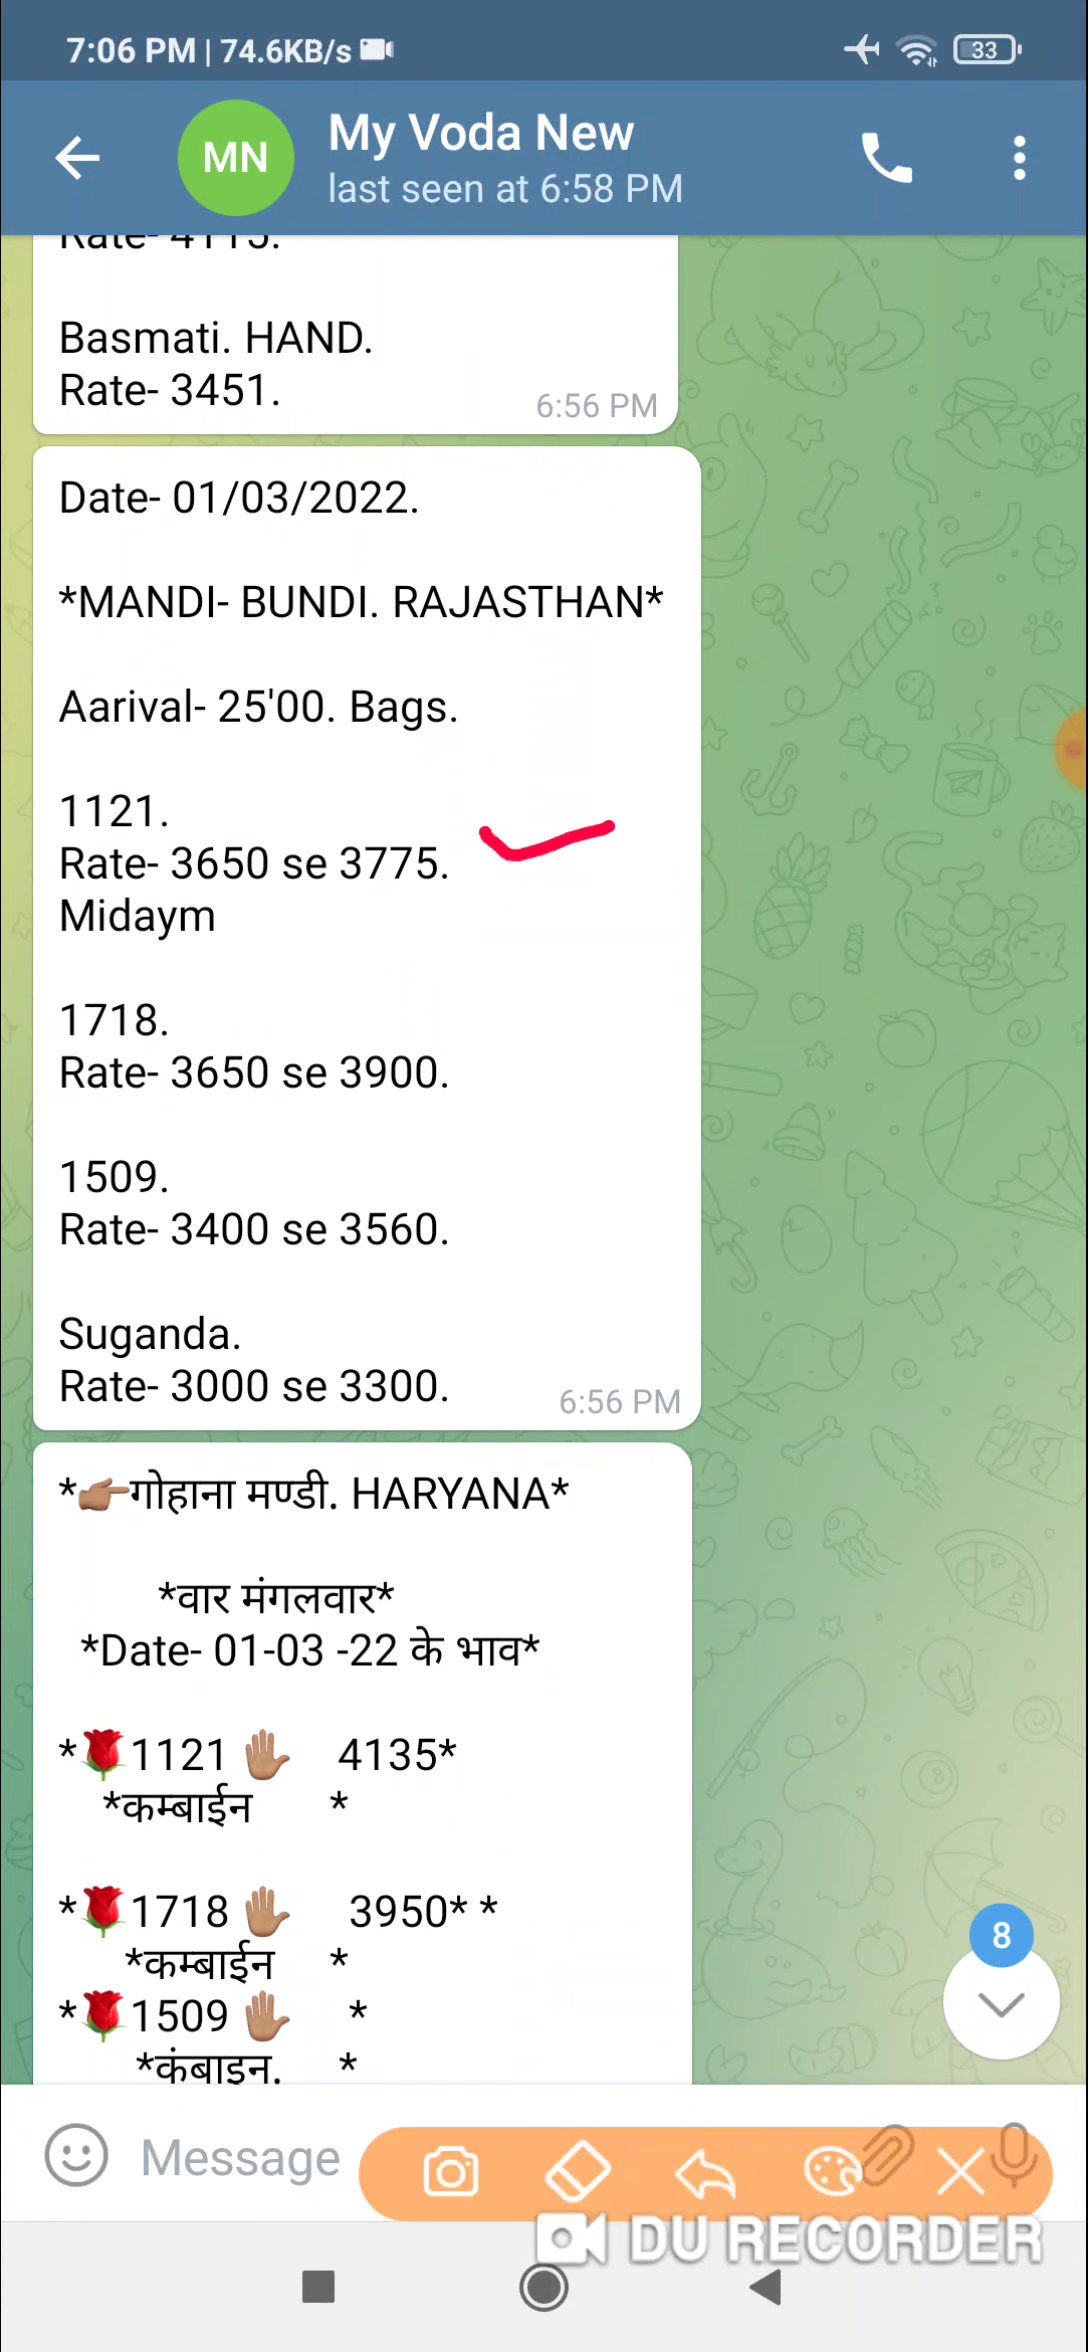 7:06 PM | 74.6KB/s
33
MN
My Voda New
last seen at 6:58 PM
Rate- 4115.
Basmati. HAND.
Rate- 3451.
6:56 PM
Date- 01/03/2022.
*MANDI- BUNDI. RAJASTHAN*
Aarival- 25'00. Bags.
1121.
Rate- 3650 se 3775.
Midaym
1718.
Rate- 3650 se 3900.
1509.
Rate- 3400 se 3560.
Suganda.
Rate- 3000 se 3300.
6:56 PM
*👉🏽गोहाना मण्डी. HARYANA*
*वार मंगलवार*
*Date- 01-03 -22 के भाव*
*🌹1121🤚🏽 4135*
*कम्बाईन *
*🌹1718🤚🏽 3950* *
*कम्बाईन *
*🌹1509🤚🏽 *
*कंबाइन. *
8
Message
DU RECORDER